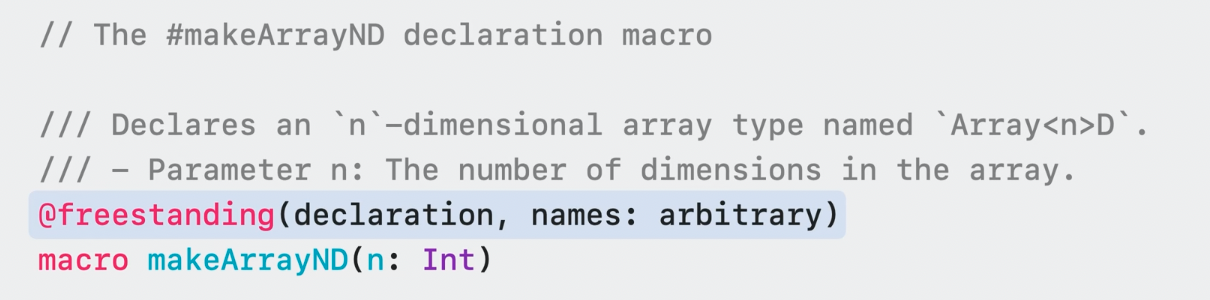 // The #makeArrayND declaration macro
/// Declares an `n`-dimensional array type named `Array<n>D`.
/// - Parameter n: The number of dimensions in the array.
@freestanding(declaration, names: arbitrary)
macro makeArrayND(n: Int)